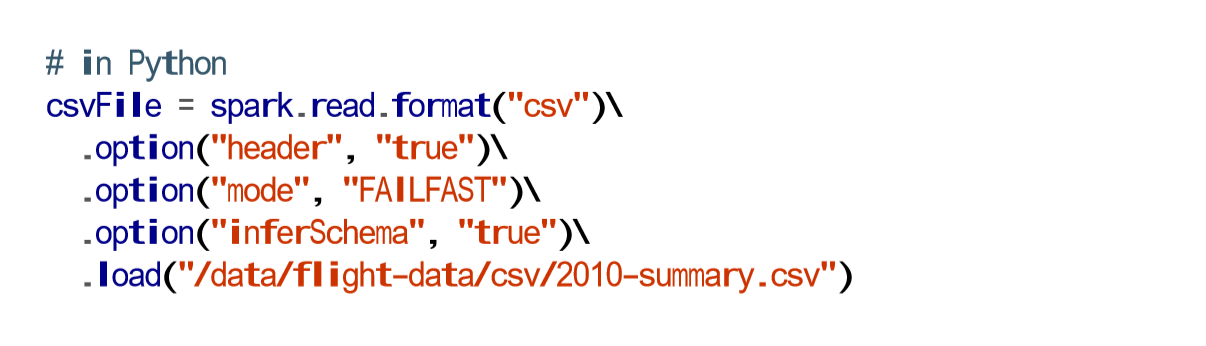 # in Python
csvFile = spark.read.format("csv")\
  .option("header", "true")\
  .option("mode", "FAILFAST")\
  .option("inferSchema", "true")\
  .load("/data/flight-data/csv/2010-summary.csv")